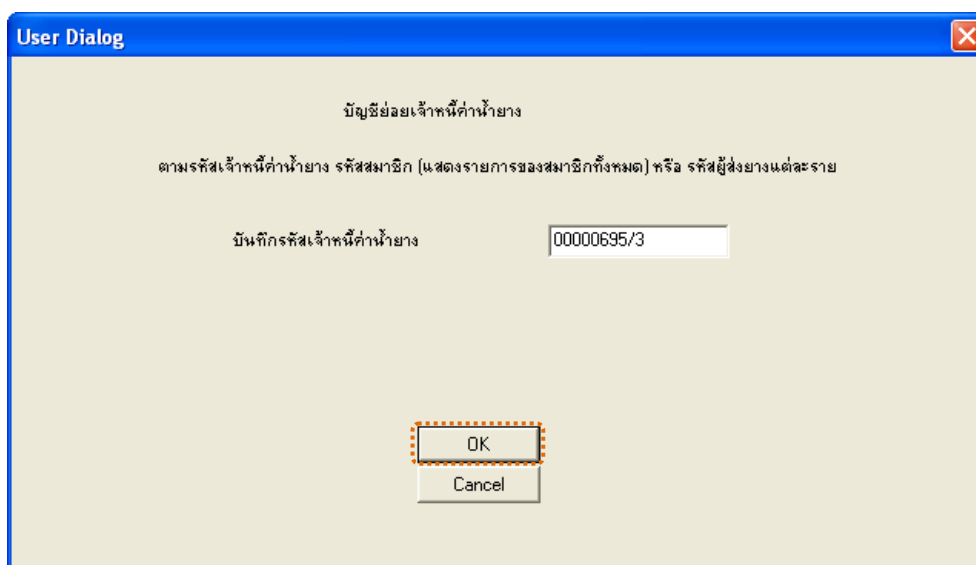 User Dialog
บัญชีย่อยเจ้าหนี้ค่าน้ำยาง
ตามรหัสเจ้าหนี้ค่าน้ำยาง รหัสสมาชิก (แสดงรายการของสมาชิกทั้งหมด) หรือ รหัสผู้ส่งยางแต่ละราย
บันทึกรหัสเจ้าหนี้ค่าน้ำยาง 00000695/3
OK
Cancel